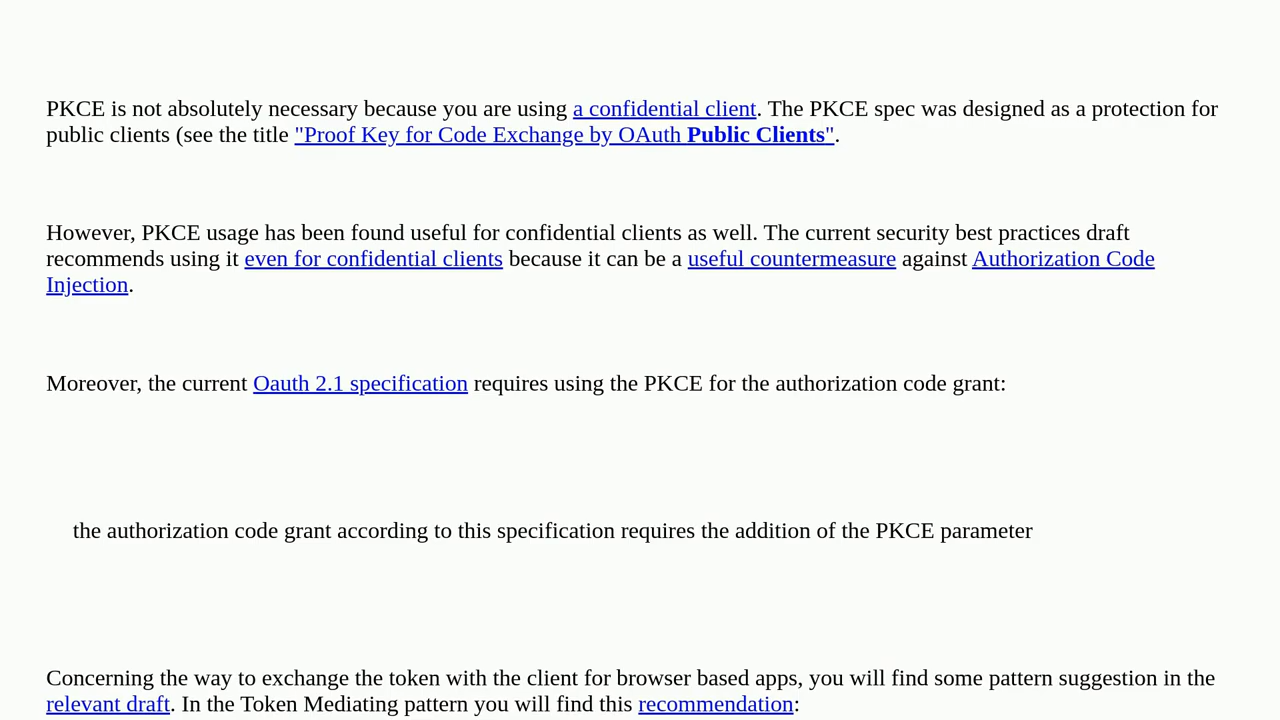 PKCE is not absolutely necessary because you are using a confidential client. The PKCE spec was designed as a protection for
public clients (see the title "Proof Key for Code Exchange by OAuth Public Clients".
However, PKCE usage has been found useful for confidential clients as well. The current security best practices draft
recommends using it even for confidential clients because it can be a useful countermeasure against Authorization Code
Injection.
Moreover, the current Oauth 2.1 specification requires using the PKCE for the authorization code grant:
the authorization code grant according to this specification requires the addition of the PKCE parameter
Concerning the way to exchange the token with the client for browser based apps, you will find some pattern suggestion in the
relevant draft. In the Token Mediating pattern you will find this recommendation: